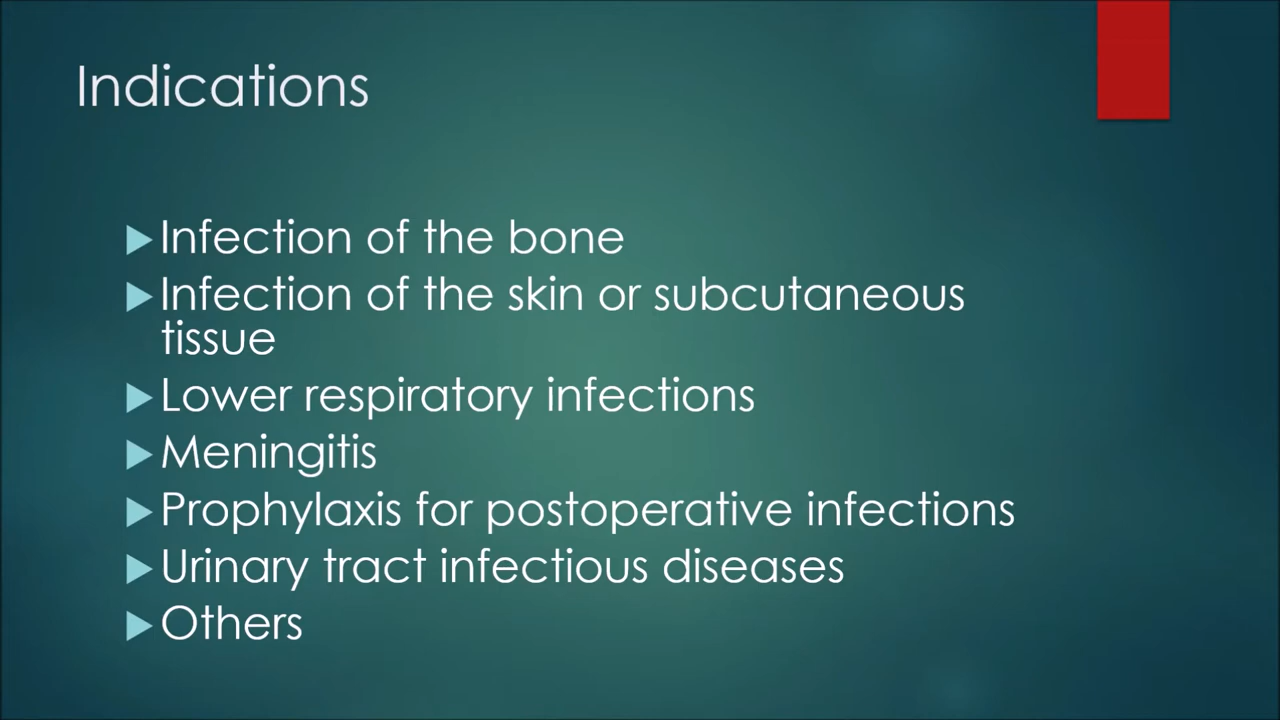 Indications
Infection of the bone
Infection of the skin or subcutaneous
tissue
Lower respiratory infections
Meningitis
Prophylaxis for postoperative infections
Urinary tract infectious diseases
Others